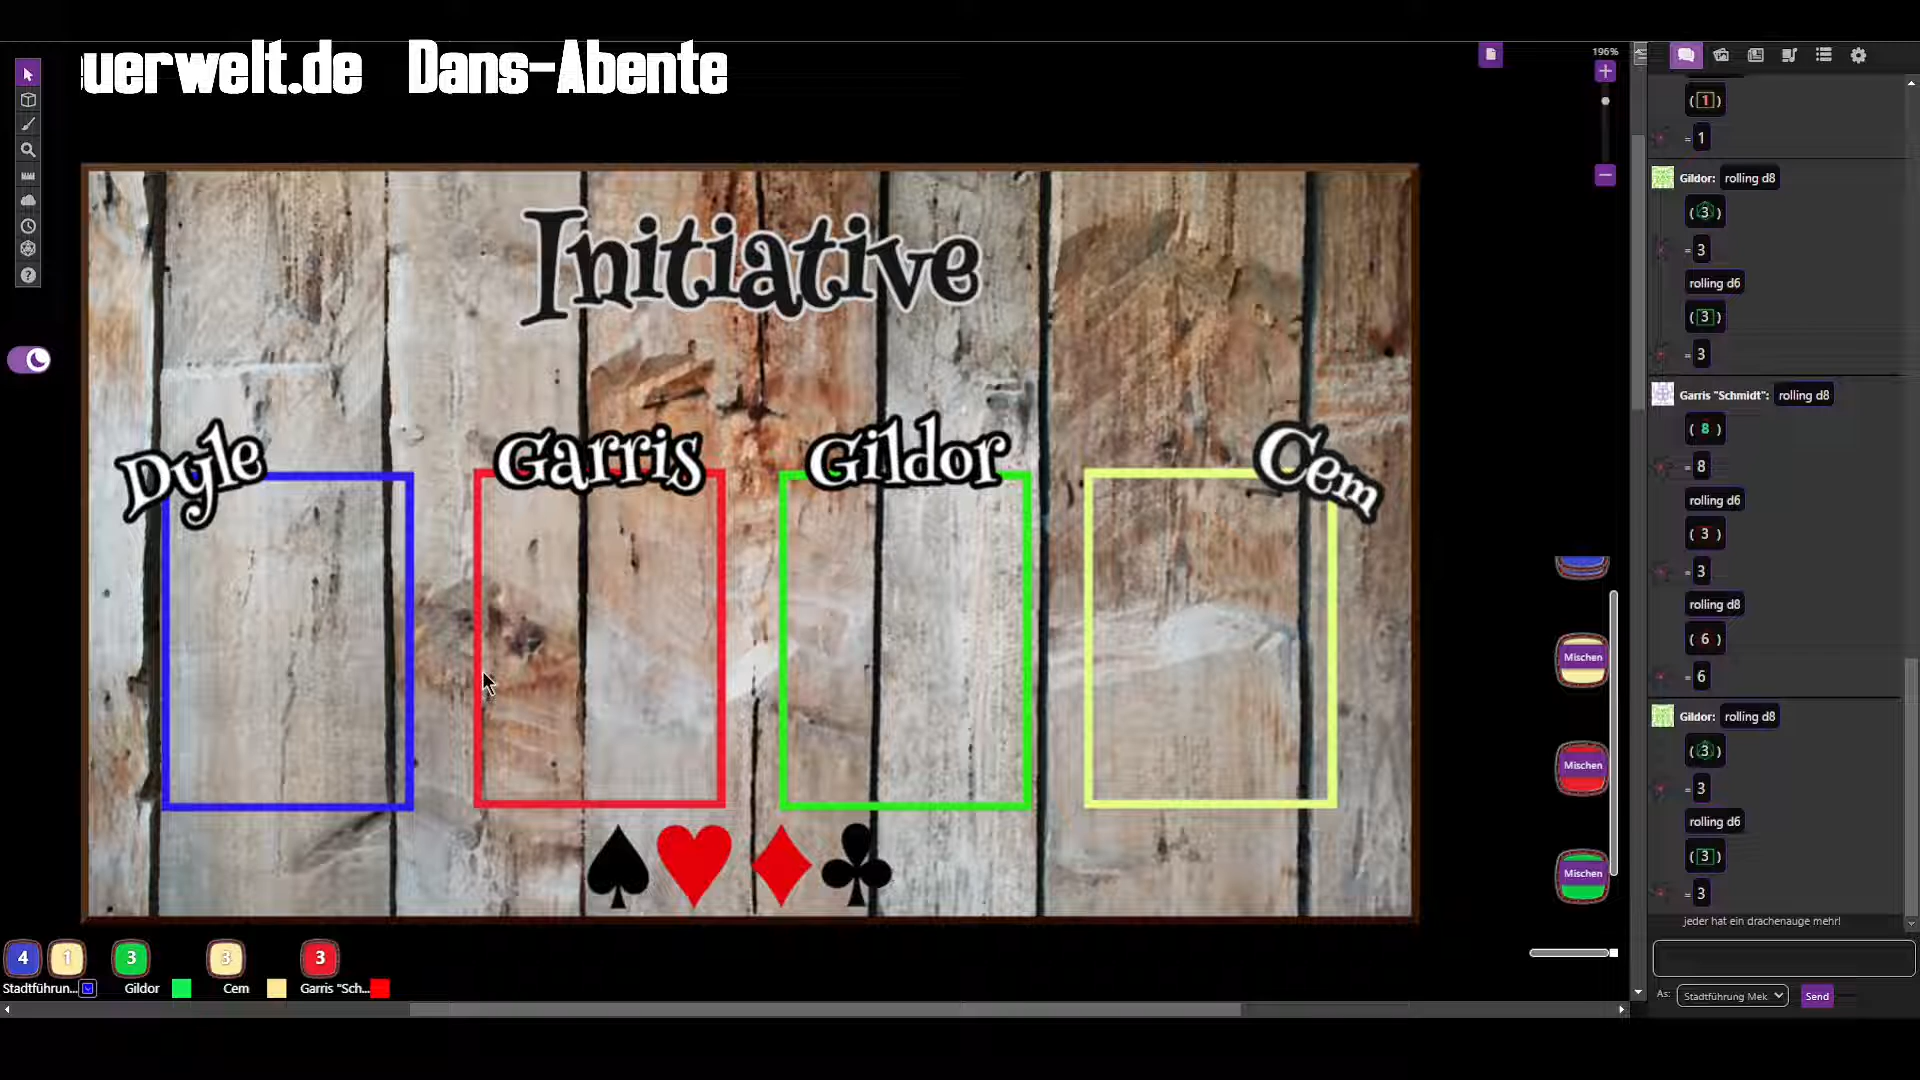 uerwelt.de Dans-Abente
196%
Initiative
Dyle
Garris
Gildor
Cem
Mischen
Mischen
Mischen
4
1
3
3
3
Stadtführun...
Gildor
Cem
Garris "Sch...
(1)
= 1
Gildor: rolling d8
(3)
= 3
rolling d6
(3)
= 3
Garris "Schmidt": rolling d8
(8)
= 8
rolling d6
(3)
= 3
rolling d8
(6)
= 6
Gildor: rolling d8
(3)
= 3
rolling d6
(3)
= 3
jeder hat ein drachenauge mehr!
As: Stadtführung Mek Send